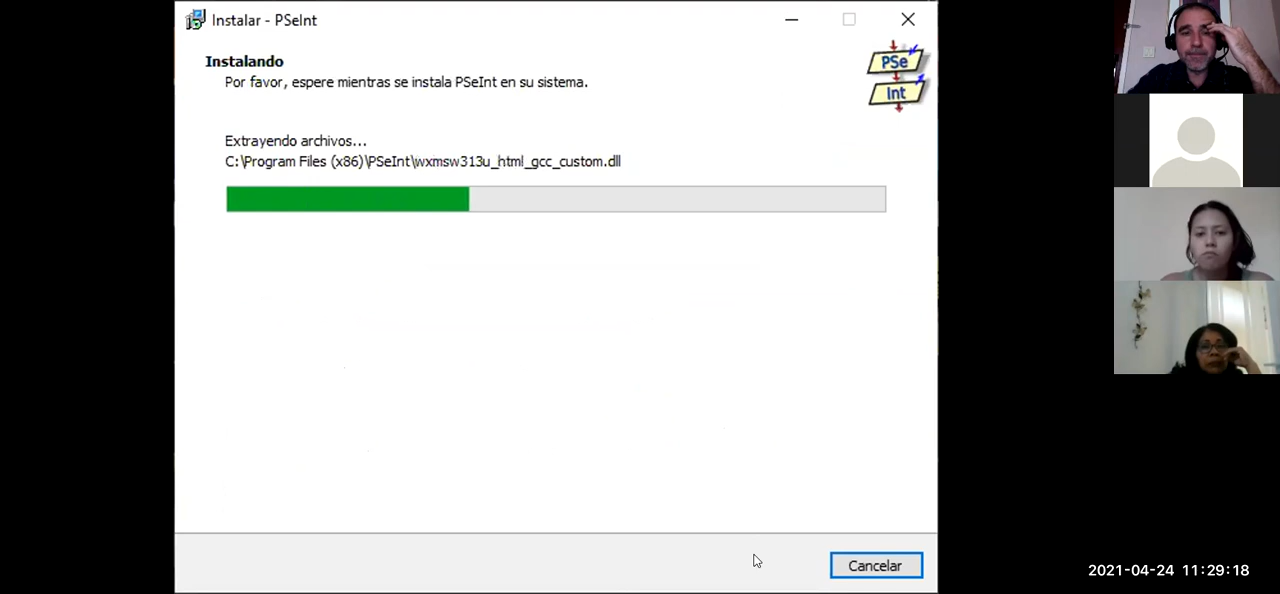 Instalar - PSeInt
Instalando
Por favor, espere mientras se instala PSeInt en su sistema.
PSe
Int
Extrayendo archivos...
C:\Program Files (x86)\PSeInt\wxmsw313u_html_gcc_custom.dll
Cancelar
2021-04-24 11:29:18